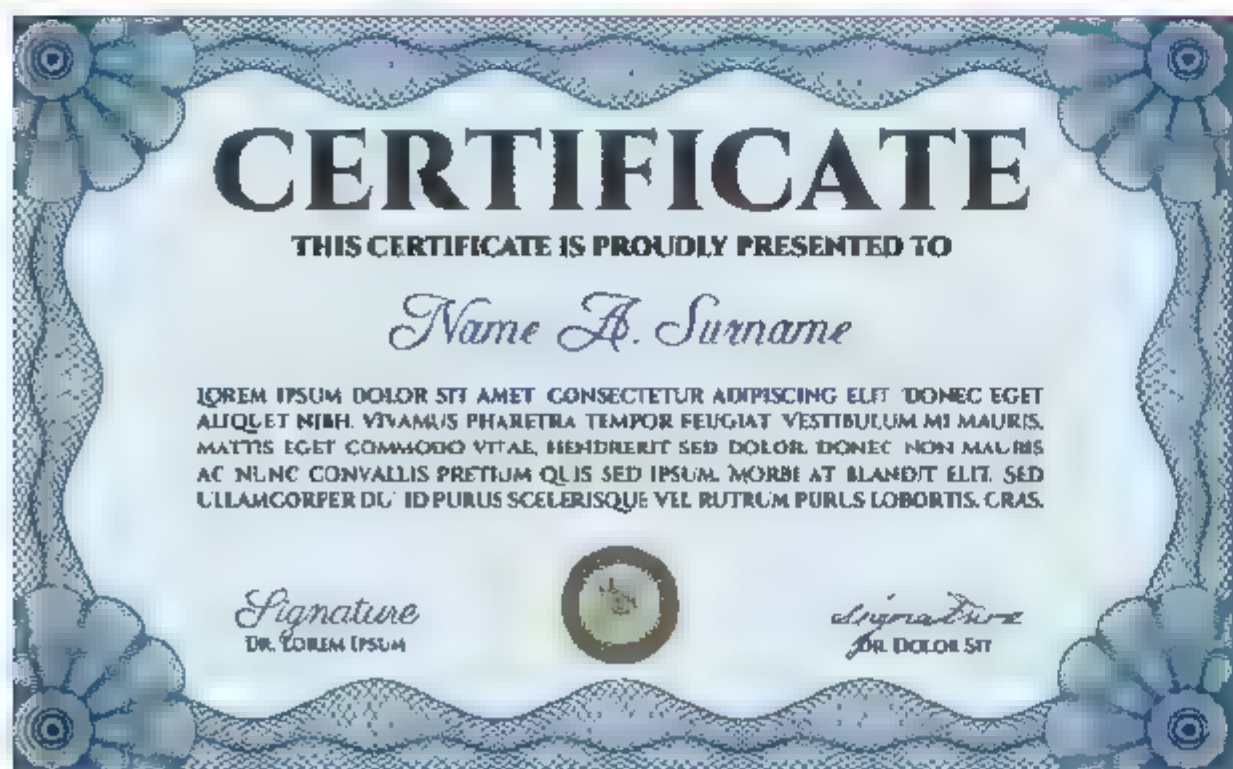 CERTIFICATE
THIS CERTIFICATE IS PROUDLY PRESENTED TO
Name A. Surname
LOREM IPSUM DOLOR SIT AMET CONSECTETUR ADIPISCING ELIT DONEC EGET
ALIQUET NIBH. VIVAMUS PHARETRA TEMPOR FEUGIAT VESTIBULUM MI MAURIS,
MATTIS EGET COMMODO VITAE, HENDRERIT SED DOLOR. DONEC NON MAURIS
AC NUNC CONVALLIS PRETIUM QUIS SED IPSUM. MORBI AT BLANDIT ELIT. SED
ULLAMCORPER ID PURUS SCELERISQUE VEL RUTRUM PURUS LOBORTIS. CRAS.
Signature
DR. LOREM IPSUM
Signature
DR. DOLOR SIT